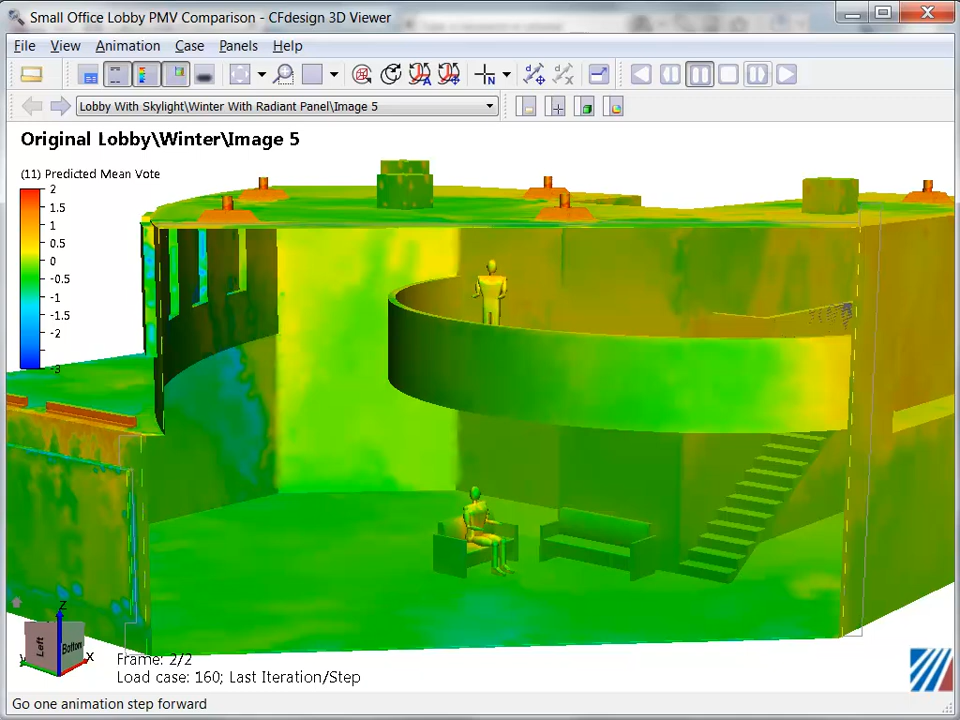 Small Office Lobby PMV Comparison - CFdesign 3D Viewer
File View Animation Case Panels Help
N
A
Lobby With Skylight\Winter With Radiant Panel\Image 5
Original Lobby\Winter\Image 5
(11) Predicted Mean Vote
2
1.5
1
0.5
0
-0.5
-1
-1.5
-2
-3
Z
Left
Bottom
Y
X
Frame: 2/2
Load case: 160; Last Iteration/Step
Go one animation step forward